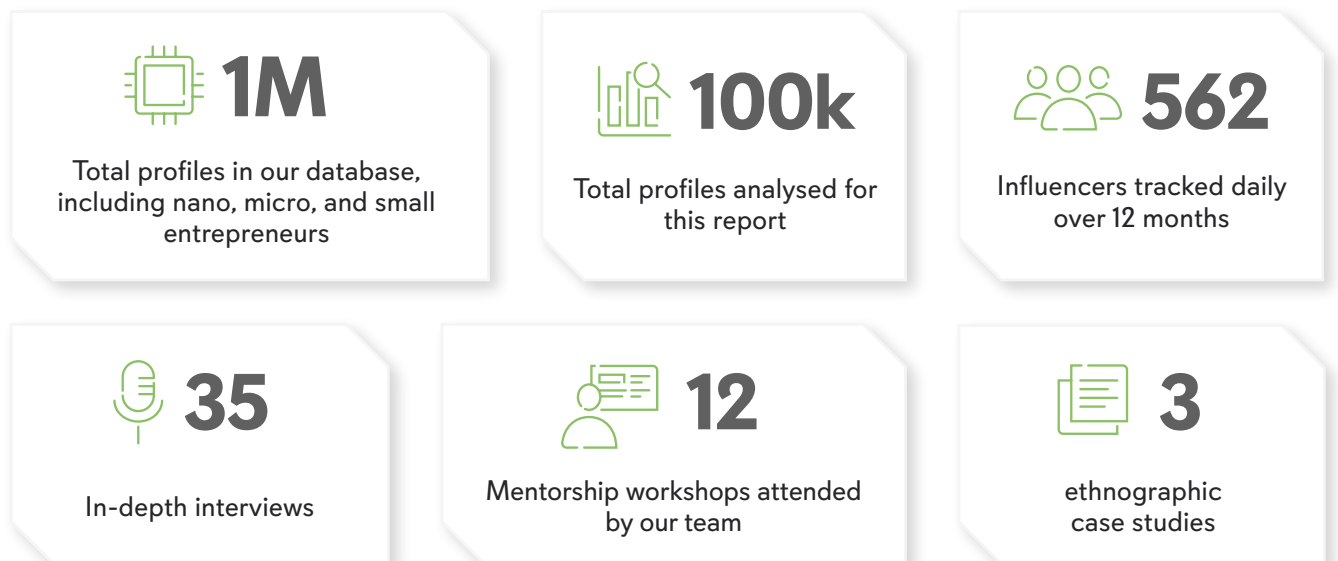 1M
Total profiles in our database,
including nano, micro, and small
entrepreneurs
100k
Total profiles analysed for
this report
562
Influencers tracked daily
over 12 months
35
In-depth interviews
12
Mentorship workshops attended
by our team
3
ethnographic
case studies